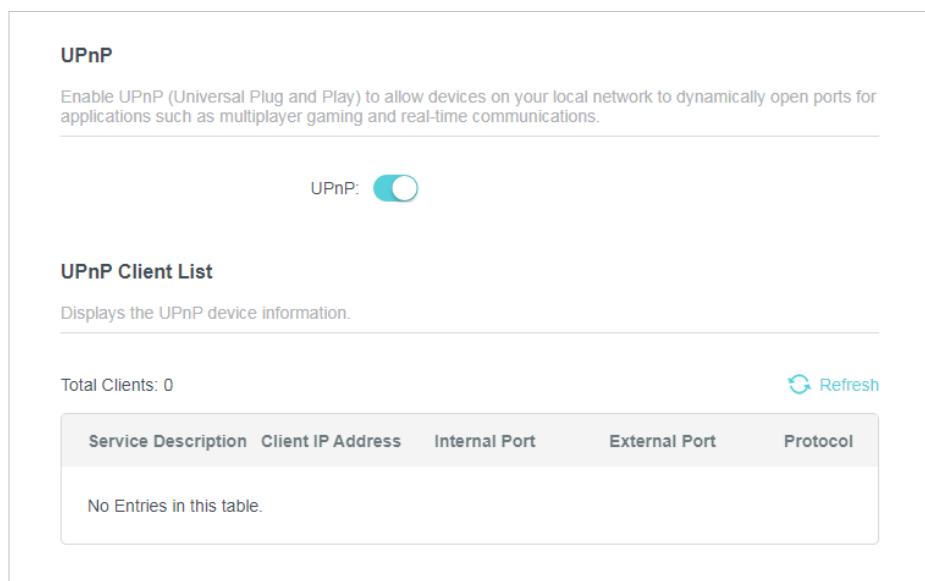 UPnP
Enable UPnP (Universal Plug and Play) to allow devices on your local network to dynamically open ports for
applications such as multiplayer gaming and real-time communications.
UPnP:
UPnP Client List
Displays the UPnP device information.
Total Clients: 0 Refresh
Service Description Client IP Address Internal Port External Port Protocol
No Entries in this table.